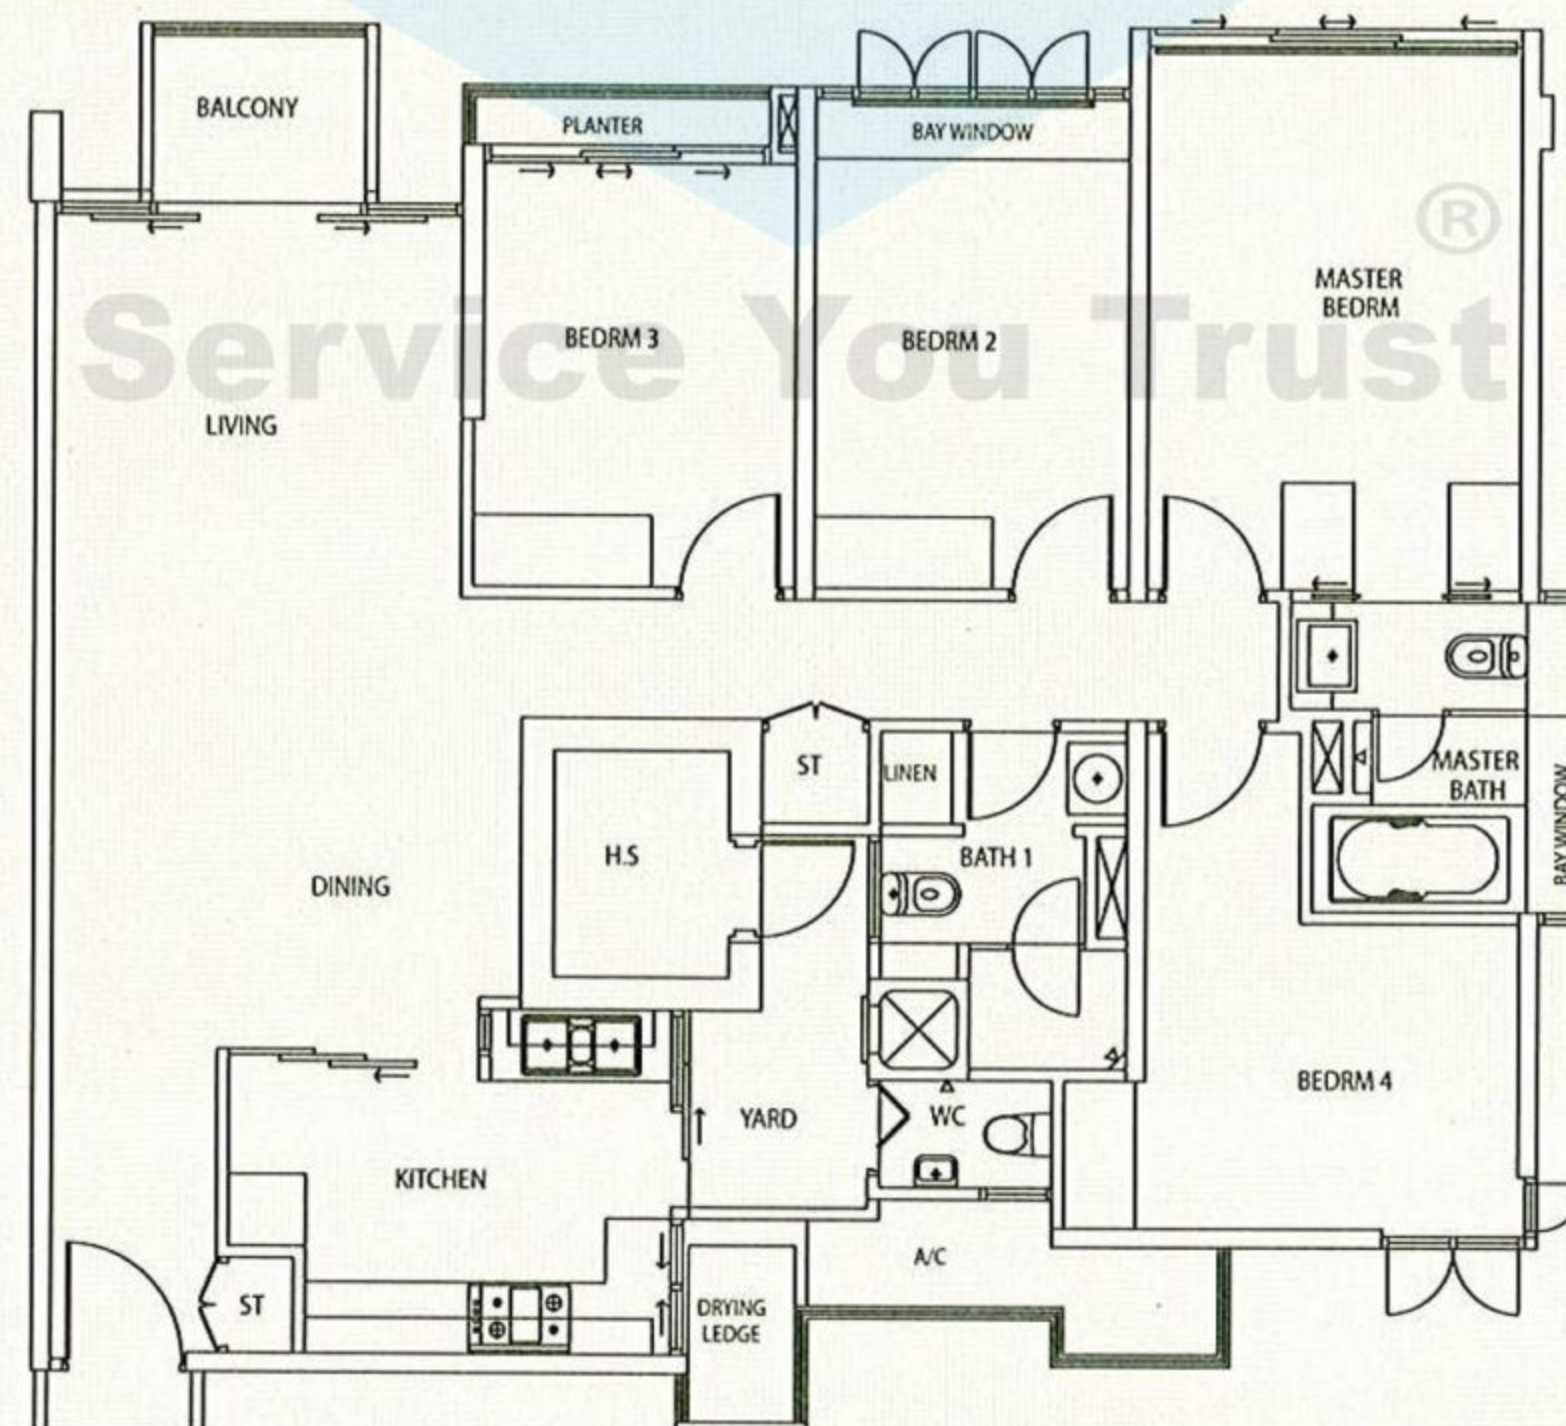 BALCONY
PLANTER
BAY WINDOW
®
MASTER
BEDRM
Service You Trust
BEDRM 3
BEDRM 2
LIVING
ST
LINEN
MASTER
BATH
BAY WINDOW
H.S
BATH 1
DINING
BEDRM 4
YARD
WC
KITCHEN
A/C
ST
DRYING
LEDGE